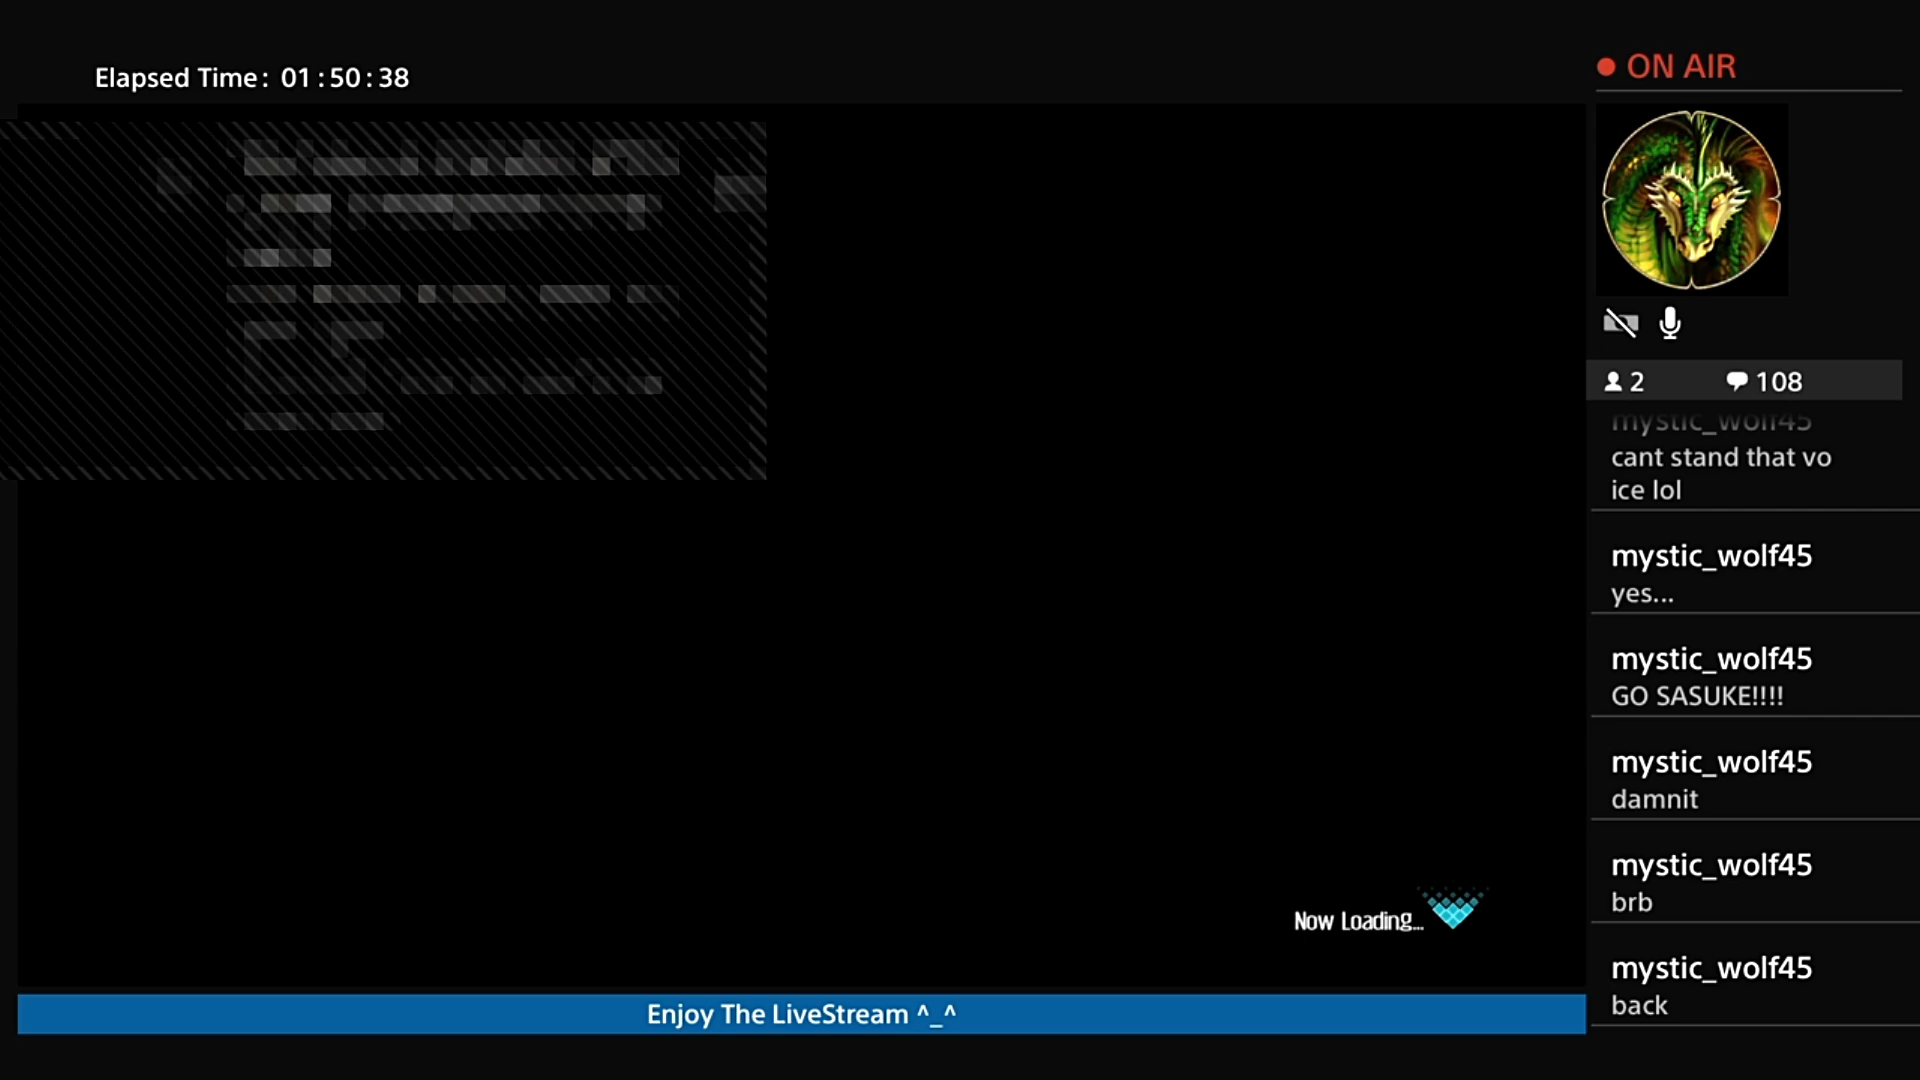 Elapsed Time: 01:50:38
ON AIR
2
108
mystic_wolf45
cant stand that vo
ice lol
mystic_wolf45
yes...
mystic_wolf45
GO SASUKE!!!!
mystic_wolf45
damnit
mystic_wolf45
brb
mystic_wolf45
back
Now Loading...
Enjoy The LiveStream ^_^